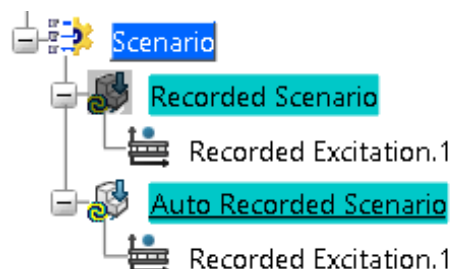 Scenario
Recorded Scenario
Recorded Excitation.1
Auto Recorded Scenario
Recorded Excitation.1